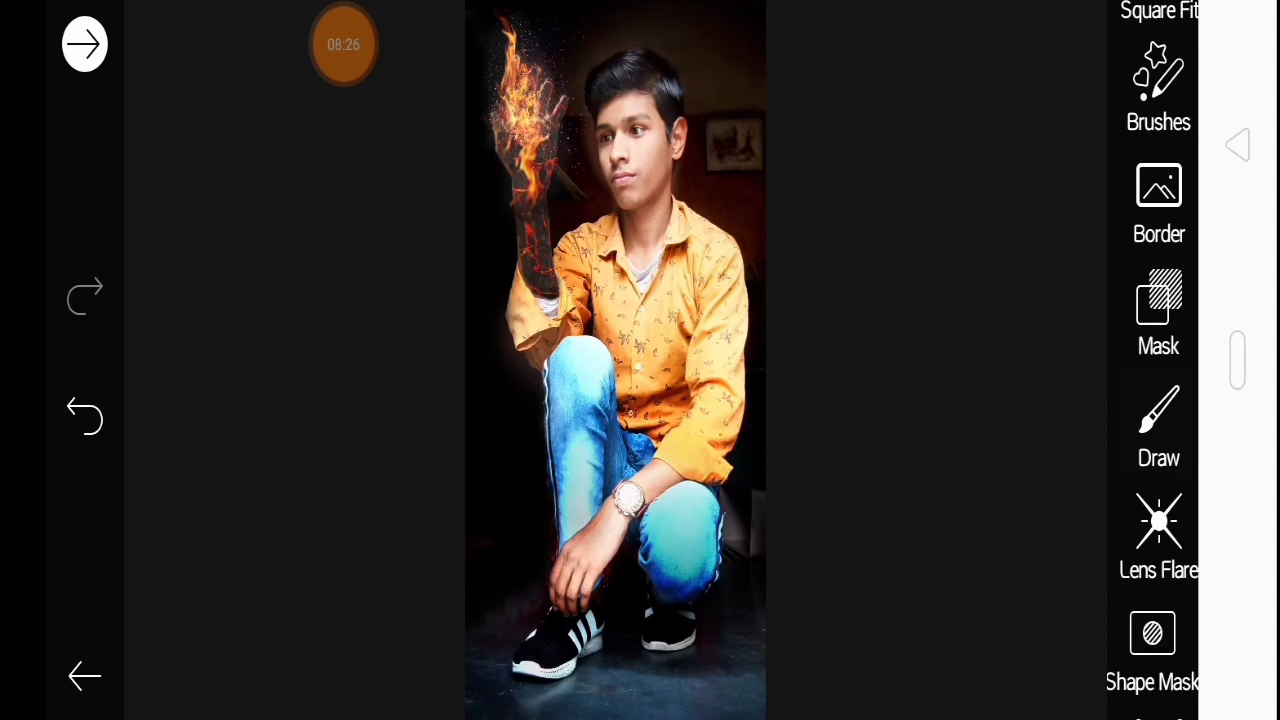 Square Fit
08:26
Brushes
Border
Mask
Draw
Lens Flare
Shape Mask